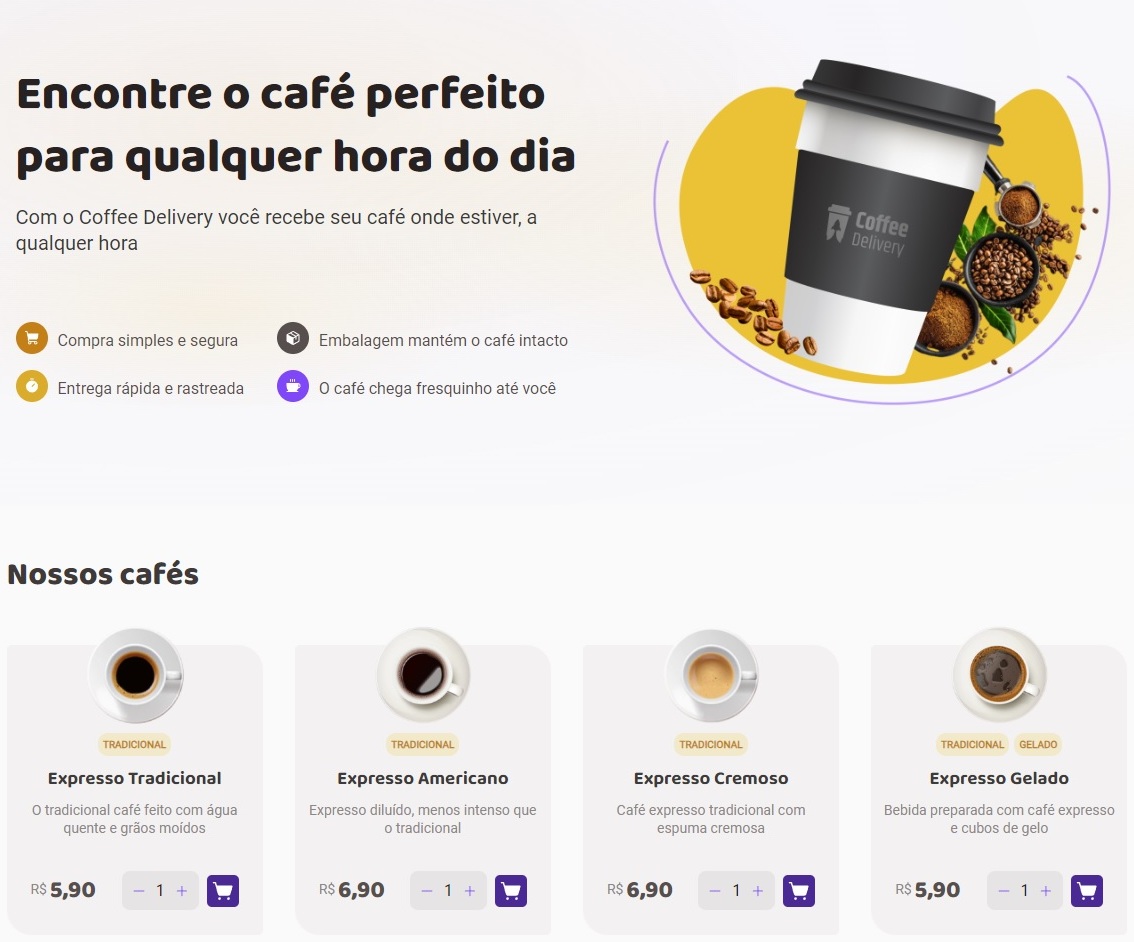 Encontre o café perfeito
para qualquer hora do dia
Com o Coffee Delivery você recebe seu café onde estiver, a
qualquer hora
Coffee
Delivery
Compra simples e segura
Embalagem mantém o café intacto
Entrega rápida e rastreada
O café chega fresquinho até você
Nossos cafés
TRADICIONAL
Expresso Tradicional
O tradicional café feito com água
quente e grãos moídos
R$ 5,90 − 1 +
TRADICIONAL
Expresso Americano
Expresso diluído, menos intenso que
o tradicional
R$ 6,90 − 1 +
TRADICIONAL
Expresso Cremoso
Café expresso tradicional com
espuma cremosa
R$ 6,90 − 1 +
TRADICIONAL GELADO
Expresso Gelado
Bebida preparada com café expresso
e cubos de gelo
R$ 5,90 − 1 +